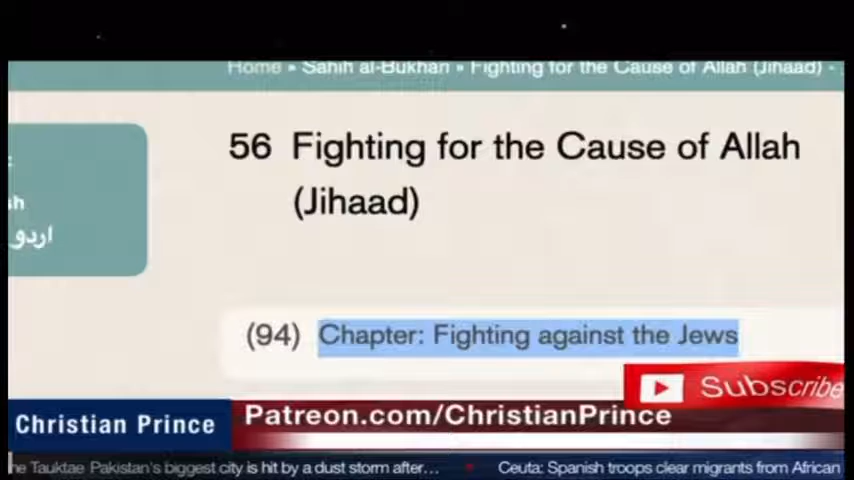 Home » Sahih al-Bukhari » Fighting for the Cause of Allah (Jihaad) -
اردو
56 Fighting for the Cause of Allah
(Jihaad)
(94) Chapter: Fighting against the Jews
Subscribe
Christian Prince
Patreon.com/ChristianPrince
ne Tauktae Pakistan's biggest city is hit by a dust storm after... • Ceuta: Spanish troops clear migrants from African